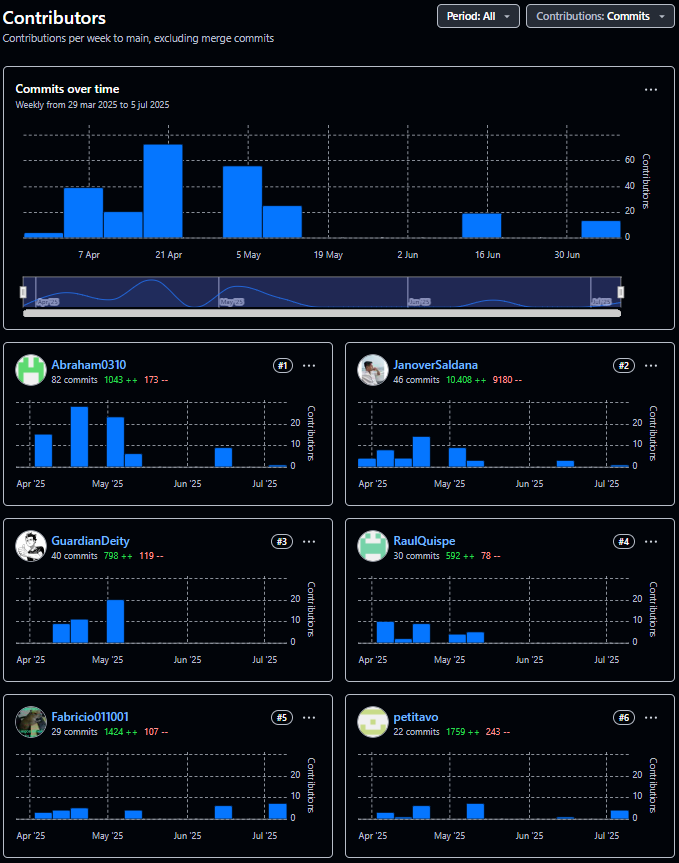 Contributors
Period: All
Contributions: Commits
Contributions per week to main, excluding merge commits
Commits over time
Weekly from 29 mar 2025 to 5 jul 2025
60
40
20
0
Contributions
7 Apr
21 Apr
5 May
19 May
2 Jun
16 Jun
30 Jun
Apr '25
May '25
Jun '25
Jul '25
Abraham0310
#1
82 commits 1043 ++ 173 --
20
10
0
Contributions
Apr '25
May '25
Jun '25
Jul '25
JanoverSaldana
#2
46 commits 10,408 ++ 9180 --
20
10
0
Contributions
Apr '25
May '25
Jun '25
Jul '25
GuardianDeity
#3
40 commits 798 ++ 119 --
20
10
0
Contributions
Apr '25
May '25
Jun '25
Jul '25
RaulQuispe
#4
30 commits 592 ++ 78 --
20
10
0
Contributions
Apr '25
May '25
Jun '25
Jul '25
Fabricio011001
#5
29 commits 1424 ++ 107 --
20
10
0
Contributions
Apr '25
May '25
Jun '25
Jul '25
petitavo
#6
22 commits 1759 ++ 243 --
20
10
0
Contributions
Apr '25
May '25
Jun '25
Jul '25